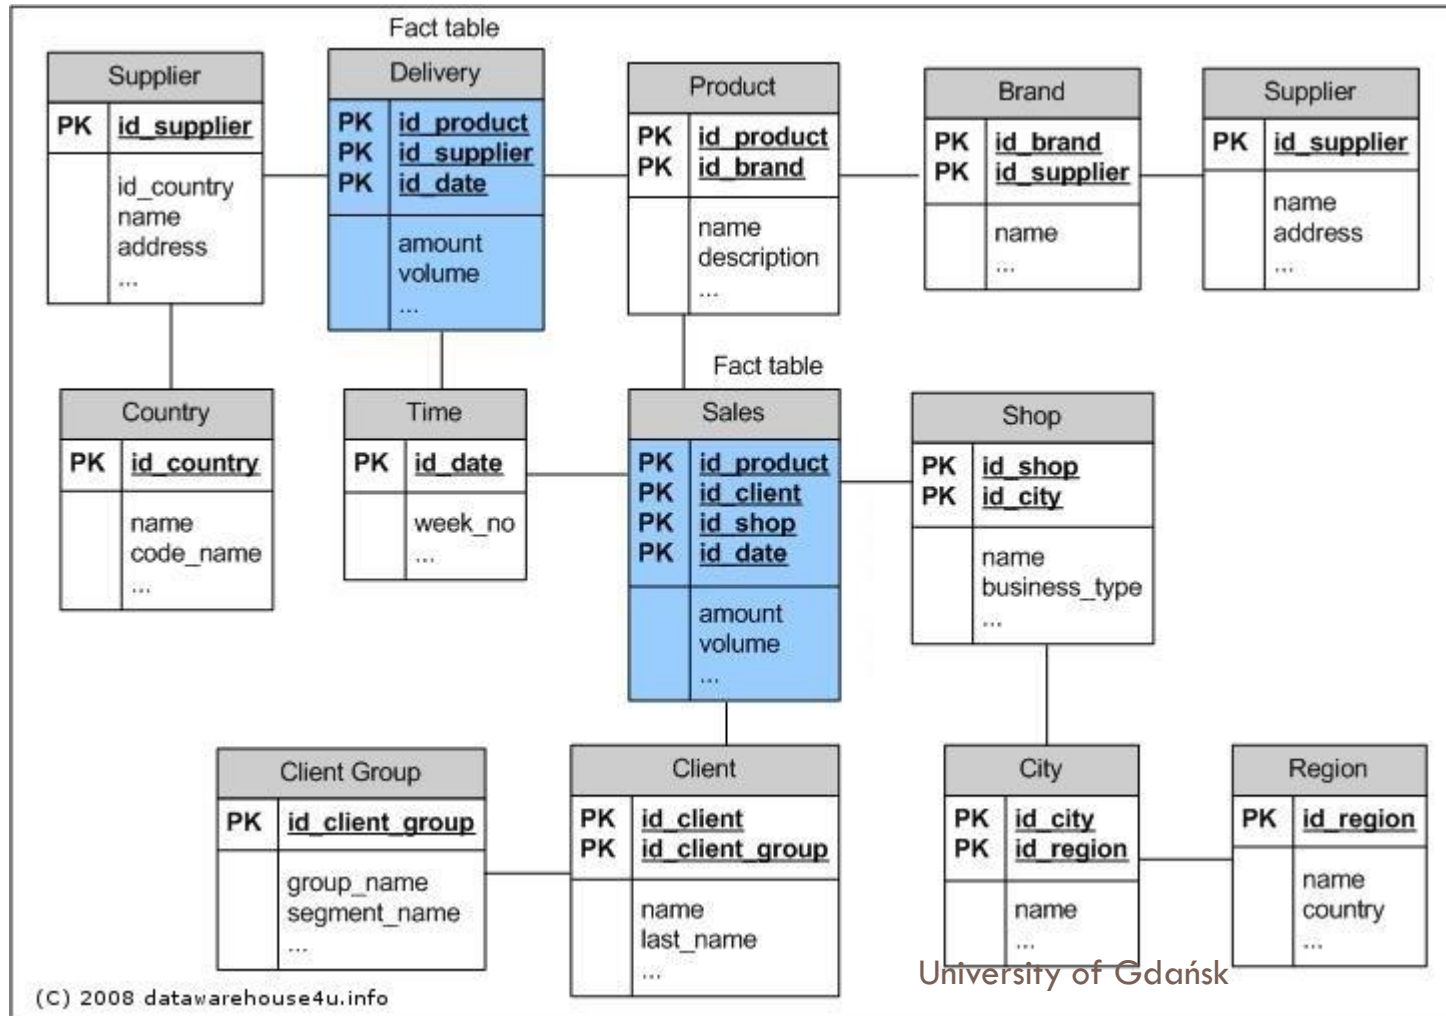 Fact table
Supplier
PK id_supplier
id_country
name
address
...
Delivery
PK id_product
PK id_supplier
PK id_date
amount
volume
...
Product
PK id_product
PK id_brand
name
description
...
Brand
PK id_brand
PK id_supplier
name
...
Supplier
PK id_supplier
name
address
...
Country
PK id_country
name
code_name
...
Time
PK id_date
week_no
...
Fact table
Sales
PK id_product
PK id_client
PK id_shop
PK id_date
amount
volume
...
Shop
PK id_shop
PK id_city
name
business_type
...
Client Group
PK id_client_group
group_name
segment_name
...
Client
PK id_client
PK id_client_group
name
last_name
...
City
PK id_city
PK id_region
name
...
Region
PK id_region
name
country
...
University of Gdańsk
(C) 2008 datawarehouse4u.info